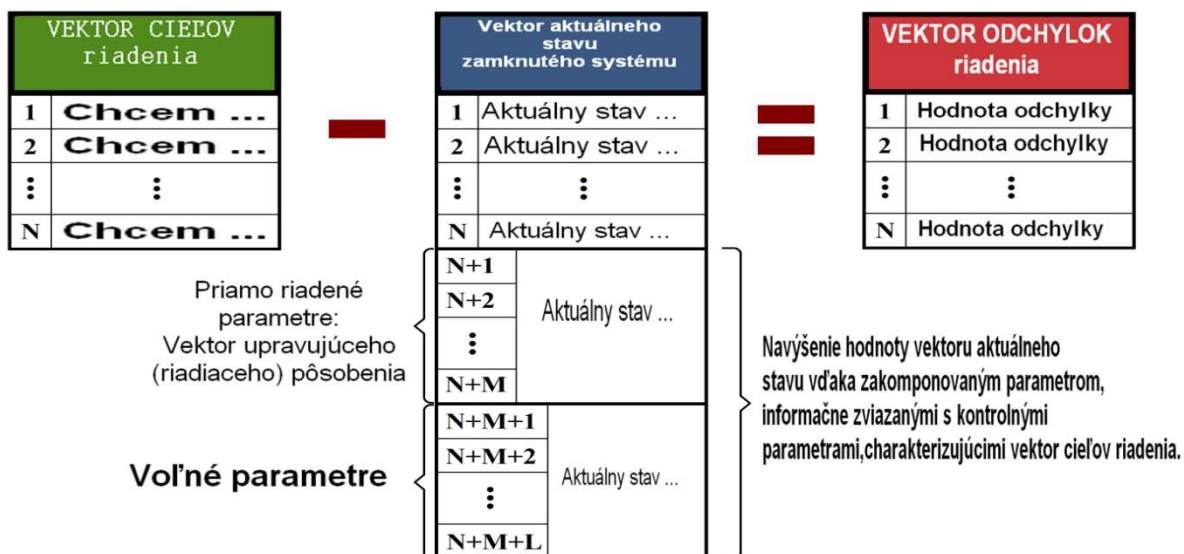 VEKTOR CIEĽOV
riadenia
1 Chcem ...
2 Chcem ...
⋮ ⋮
N Chcem ...
Vektor aktuálneho
stavu
zamknutého systému
1 Aktuálny stav ...
2 Aktuálny stav ...
⋮ ⋮
N Aktuálny stav ...
VEKTOR ODCHYLOK
riadenia
1 Hodnota odchylky
2 Hodnota odchylky
⋮ ⋮
N Hodnota odchylky
Priamo riadené
parametre:
Vektor upravujúceho
(riadiaceho) pôsobenia
N+1
N+2
⋮
N+M
Aktuálny stav ...
Voľné parametre
N+M+1
N+M+2
⋮
N+M+L
Aktuálny stav ...
Navýšenie hodnoty vektoru aktuálneho
stavu vďaka zakomponovaným parametrom,
informačne zviazanými s kontrolnými
parametrami,charakterizujúcimi vektor cieľov riadenia.